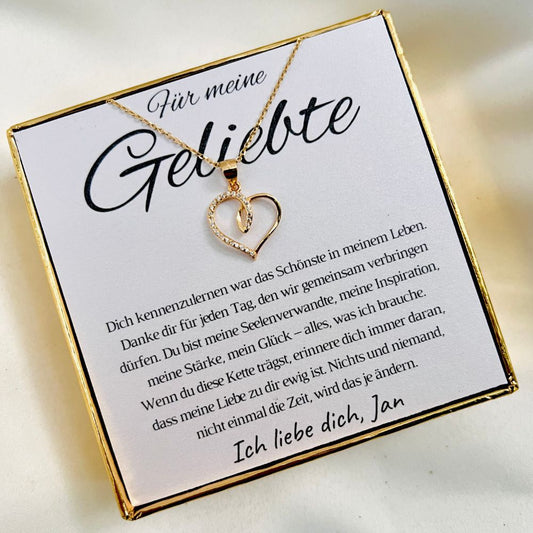 Für meine
Geliebte
Dich kennenzulernen war das Schönste in meinem Leben.
Danke dir für jeden Tag, den wir gemeinsam verbringen
dürfen. Du bist meine Seelenverwandte, meine Inspiration,
meine Stärke, mein Glück – alles, was ich brauche.
Wenn du diese Kette trägst, erinnere dich immer daran,
dass meine Liebe zu dir ewig ist. Nichts und niemand,
nicht einmal die Zeit, wird das je ändern.
Ich liebe dich, Jan